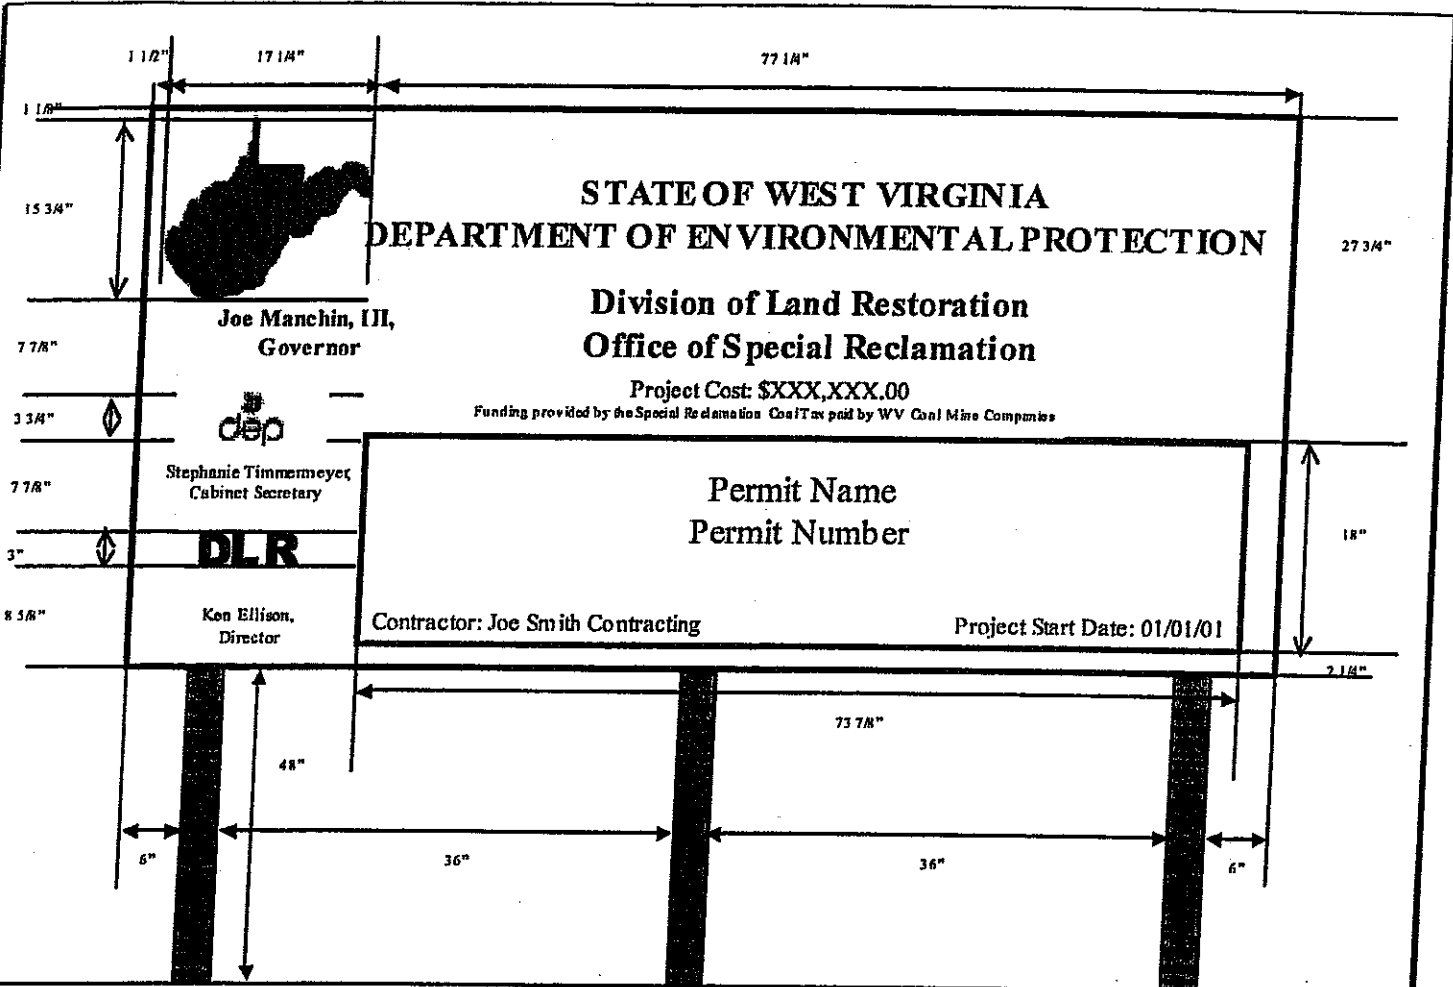 1 1/2"
17 1/4"
77 1/4"
1 1/8"
15 3/4"
STATE OF WEST VIRGINIA
DEPARTMENT OF ENVIRONMENTAL PROTECTION
27 3/4"
Division of Land Restoration
Office of Special Reclamation
Joe Manchin, III,
Governor
7 7/8"
Project Cost: $XXX,XXX.00
Funding provided by the Special Reclamation Coal Tax paid by WV Coal Mine Companies
3 3/4"
dep
Stephanie Timmermeyer,
Cabinet Secretary
7 7/8"
Permit Name
Permit Number
18"
3"
DLR
8 5/8"
Ken Ellison,
Director
Contractor: Joe Smith Contracting
Project Start Date: 01/01/01
2 1/4"
73 7/8"
48"
6"
36"
36"
6"